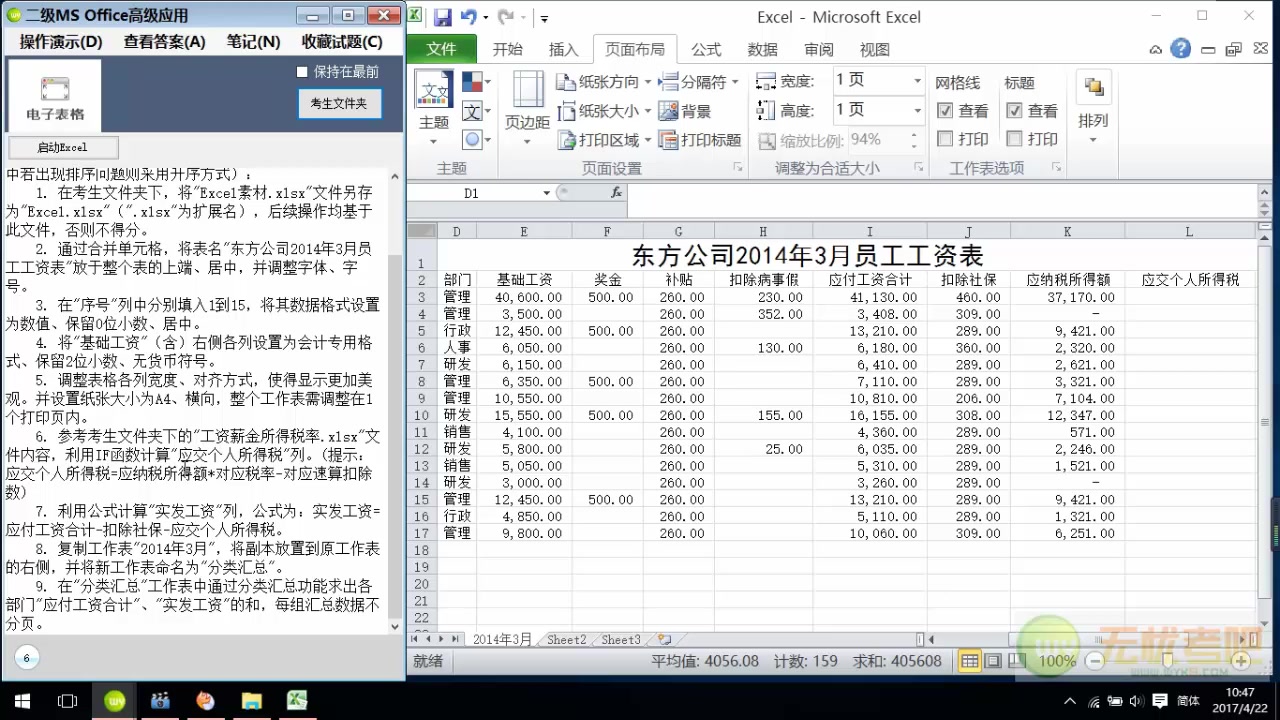 二级MS Office高级应用
操作演示(D) 查看答案(A) 笔记(N) 收藏试题(C)
保持在最前
电子表格
考生文件夹
启动Excel
中若出现排序问题则采用升序方式）：
1. 在考生文件夹下，将"Excel素材.xlsx"文件另存
为"Excel.xlsx"（".xlsx"为扩展名），后续操作均基于
此文件，否则不得分。
2. 通过合并单元格，将表名"东方公司2014年3月员
工工资表"放于整个表的上端、居中，并调整字体、字
号。
3. 在"序号"列中分别填入1到15，将其数据格式设置
为数值、保留0位小数、居中。
4. 将"基础工资"（含）右侧各列设置为会计专用格
式、保留2位小数、无货币符号。
5. 调整表格各列宽度、对齐方式，使得显示更加美
观。并设置纸张大小为A4、横向，整个工作表需调整在1
个打印页内。
6. 参考考生文件夹下的"工资薪金所得税率.xlsx"文
件内容，利用IF函数计算"应交个人所得税"列。(提示：
应交个人所得税=应纳税所得额*对应税率-对应速算扣除
数)
7. 利用公式计算"实发工资"列，公式为：实发工资=
应付工资合计-扣除社保-应交个人所得税。
8. 复制工作表"2014年3月"，将副本放置到原工作表
的右侧，并将新工作表命名为"分类汇总"。
9. 在"分类汇总"工作表中通过分类汇总功能求出各
部门"应付工资合计"、"实发工资"的和，每组汇总数据不
分页。
6
Excel - Microsoft Excel
文件 开始 插入 页面布局 公式 数据 审阅 视图
文文 主题 文 页边距 纸张方向 分隔符 宽度: 1 页 网格线 标题
纸张大小 背景 高度: 1 页 查看 查看 排列
打印区域 打印标题 缩放比例: 94% 打印 打印
主题 页面设置 调整为合适大小 工作表选项
D1 fx
D E F G H I J K L
1 东方公司2014年3月员工工资表
2 部门 基础工资 奖金 补贴 扣除病事假 应付工资合计 扣除社保 应纳税所得额 应交个人所得税
3 管理 40,600.00 500.00 260.00 230.00 41,130.00 460.00 37,170.00
4 管理 3,500.00 260.00 352.00 3,408.00 309.00 -
5 行政 12,450.00 500.00 260.00 13,210.00 289.00 9,421.00
6 人事 6,050.00 260.00 130.00 6,180.00 360.00 2,320.00
7 研发 6,150.00 260.00 6,410.00 289.00 2,621.00
8 管理 6,350.00 500.00 260.00 7,110.00 289.00 3,321.00
9 管理 10,550.00 260.00 10,810.00 206.00 7,104.00
10 研发 15,550.00 500.00 260.00 155.00 16,155.00 308.00 12,347.00
11 销售 4,100.00 260.00 4,360.00 289.00 571.00
12 研发 5,800.00 260.00 25.00 6,035.00 289.00 2,246.00
13 销售 5,050.00 260.00 5,310.00 289.00 1,521.00
14 研发 3,000.00 260.00 3,260.00 289.00 -
15 管理 12,450.00 500.00 260.00 13,210.00 289.00 9,421.00
16 行政 4,850.00 260.00 5,110.00 289.00 1,321.00
17 管理 9,800.00 260.00 10,060.00 309.00 6,251.00
18
19
20
21
22
2014年3月 Sheet2 Sheet3
就绪 平均值: 4056.08 计数: 159 求和: 405608 100%
无忧考吧
www.wyk8.com
简体 10:47
2017/4/22